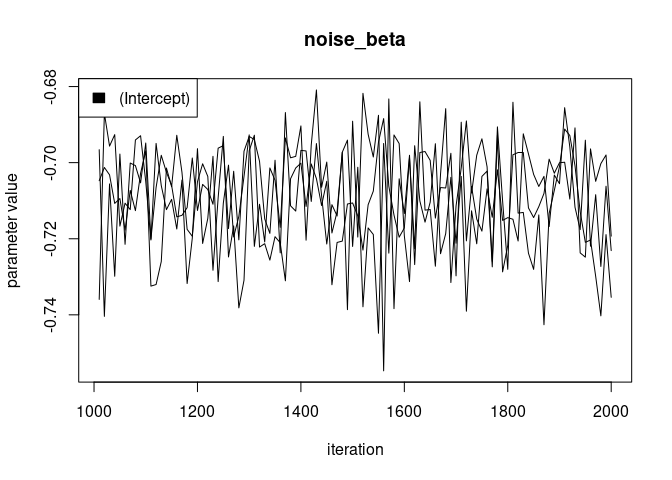 noise_beta
(Intercept)
-0.68
-0.70
-0.72
-0.74
parameter value
1000 1200 1400 1600 1800 2000
iteration